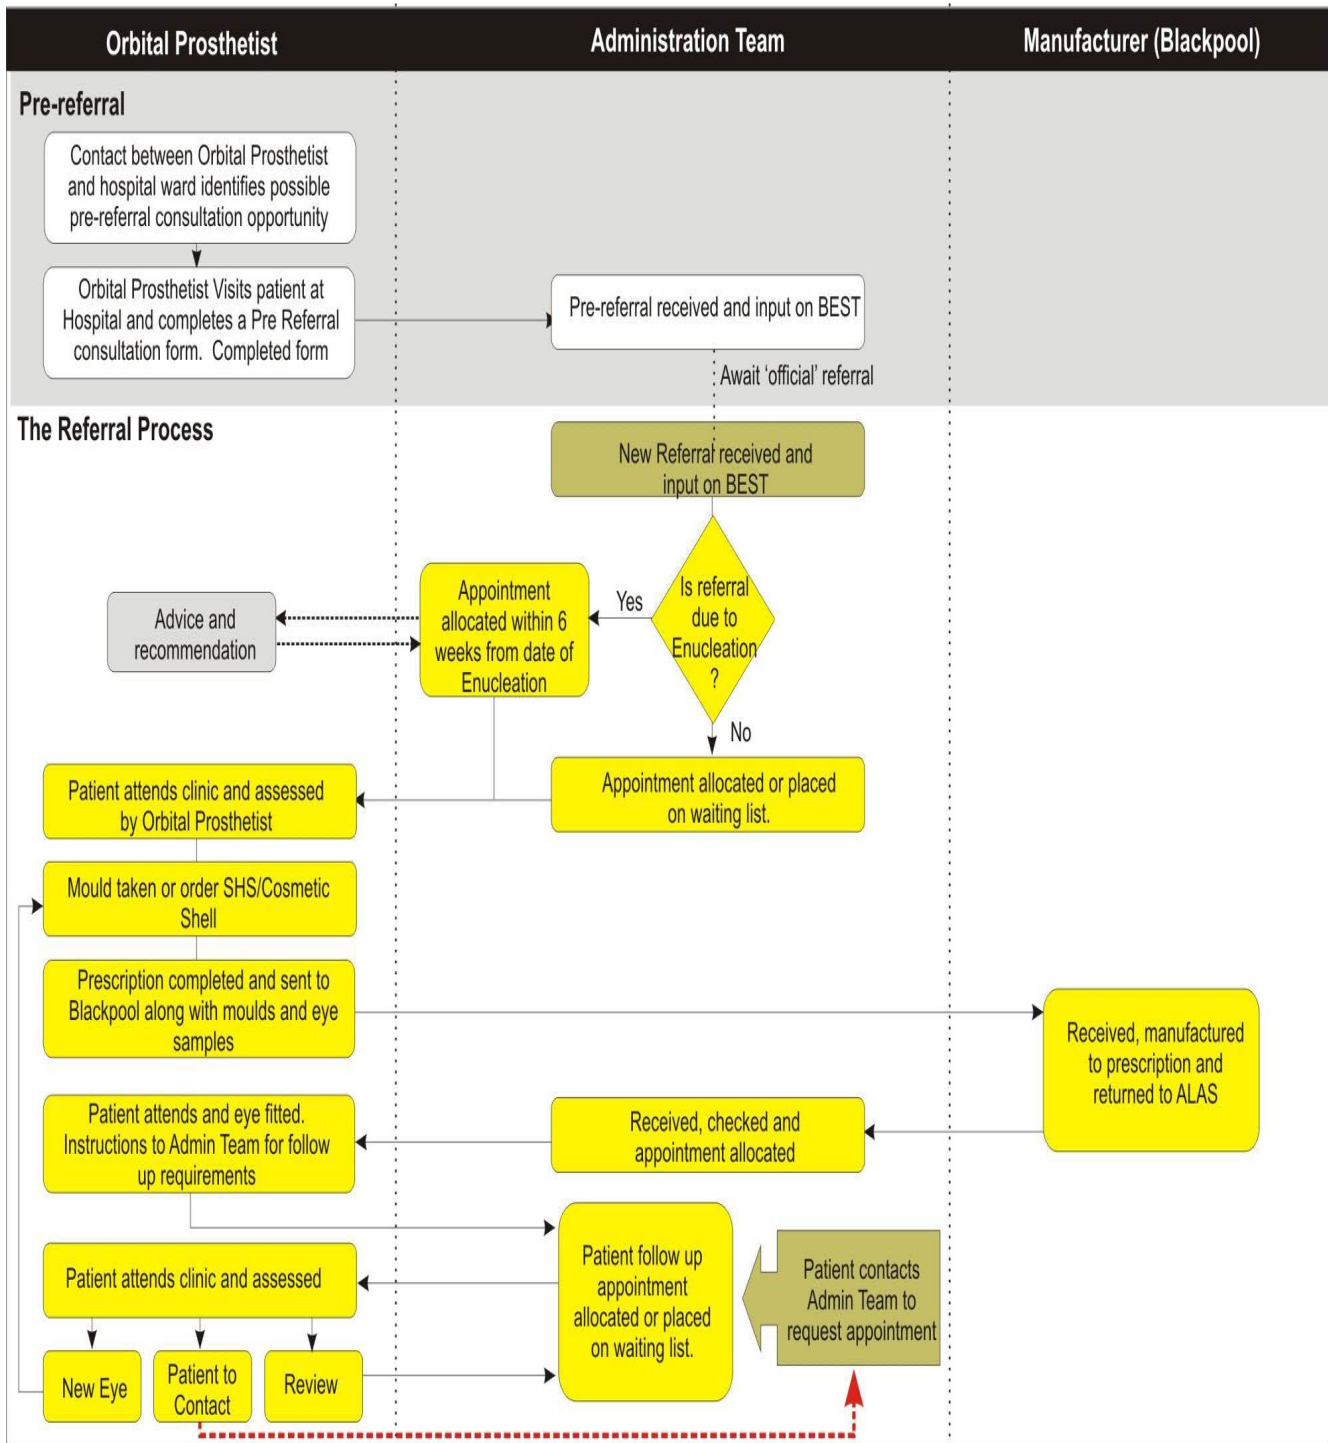 Orbital Prosthetist
Administration Team
Manufacturer (Blackpool)
Pre-referral
Contact between Orbital Prosthetist
and hospital ward identifies possible
pre-referral consultation opportunity
Orbital Prosthetist Visits patient at
Hospital and completes a Pre Referral
consultation form. Completed form
Pre-referral received and input on BEST
Await ‘official’ referral
The Referral Process
New Referral received and
input on BEST
Is referral
due to
Enucleation
?
Yes
Appointment
allocated within 6
weeks from date of
Enucleation
Advice and
recommendation
No
Appointment allocated or placed
on waiting list.
Patient attends clinic and assessed
by Orbital Prosthetist
Mould taken or order SHS/Cosmetic
Shell
Prescription completed and sent to
Blackpool along with moulds and eye
samples
Received, manufactured
to prescription and
returned to ALAS
Received, checked and
appointment allocated
Patient attends and eye fitted.
Instructions to Admin Team for follow
up requirements
Patient follow up
appointment
allocated or placed
on waiting list.
Patient contacts
Admin Team to
request appointment
Patient attends clinic and assessed
New Eye
Patient to
Contact
Review